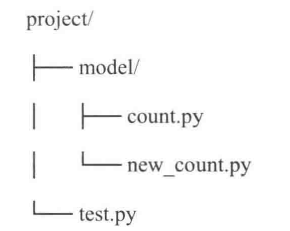 project/
├── model/
│ ├── count.py
│ └── new_count.py
└── test.py